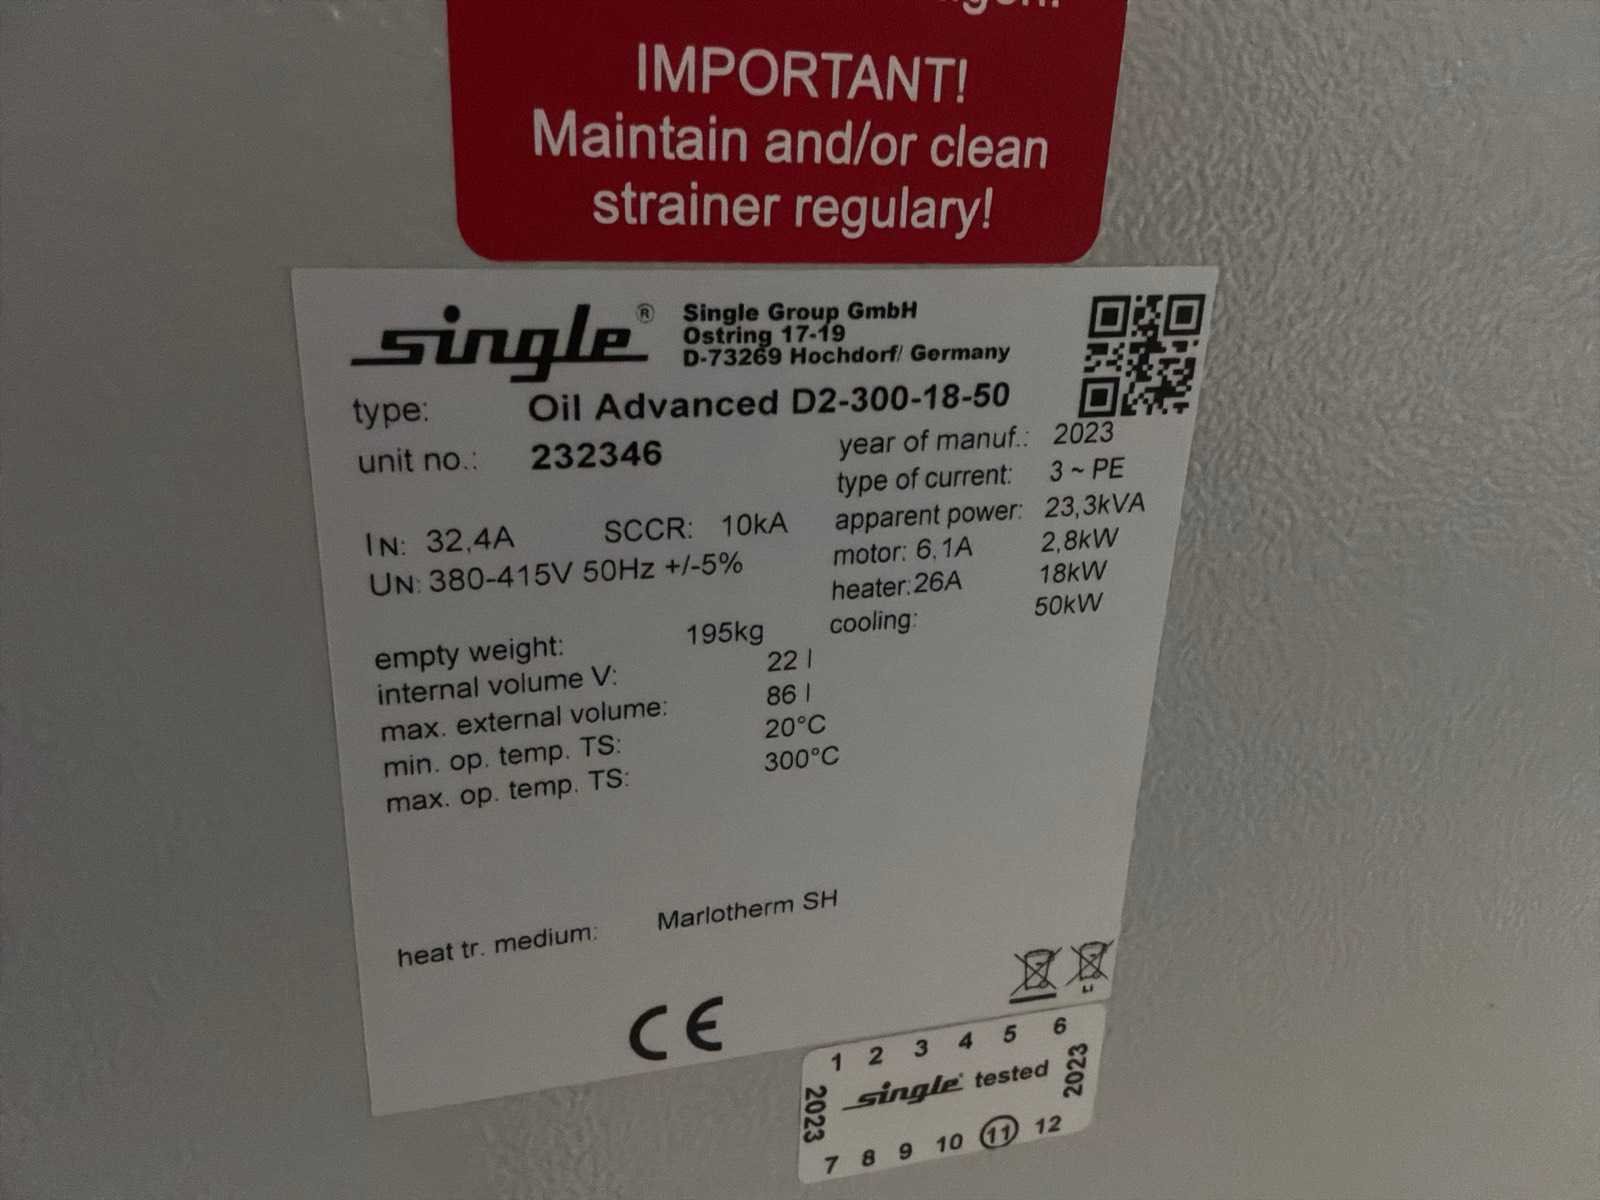 IMPORTANT!
Maintain and/or clean
strainer regulary!
single®
Single Group GmbH
Ostring 17-19
D-73269 Hochdorf/ Germany
type: Oil Advanced D2-300-18-50
unit no.: 232346
year of manuf.: 2023
type of current: 3 ~ PE
apparent power: 23,3kVA
motor: 6,1A 2,8kW
heater:26A 18kW
cooling: 50kW
IN: 32,4A SCCR: 10kA
UN: 380-415V 50Hz +/-5%
empty weight: 195kg
internal volume V: 22 l
max. external volume: 86 l
min. op. temp. TS: 20°C
max. op. temp. TS: 300°C
heat tr. medium: Marlotherm SH
CE
1 2 3 4 5 6
2023 single® tested 2023
7 8 9 10 11 12